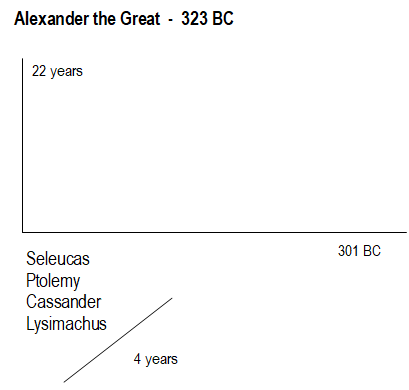 Alexander the Great - 323 BC
22 years
301 BC
Seleucas
Ptolemy
Cassander
Lysimachus
4 years